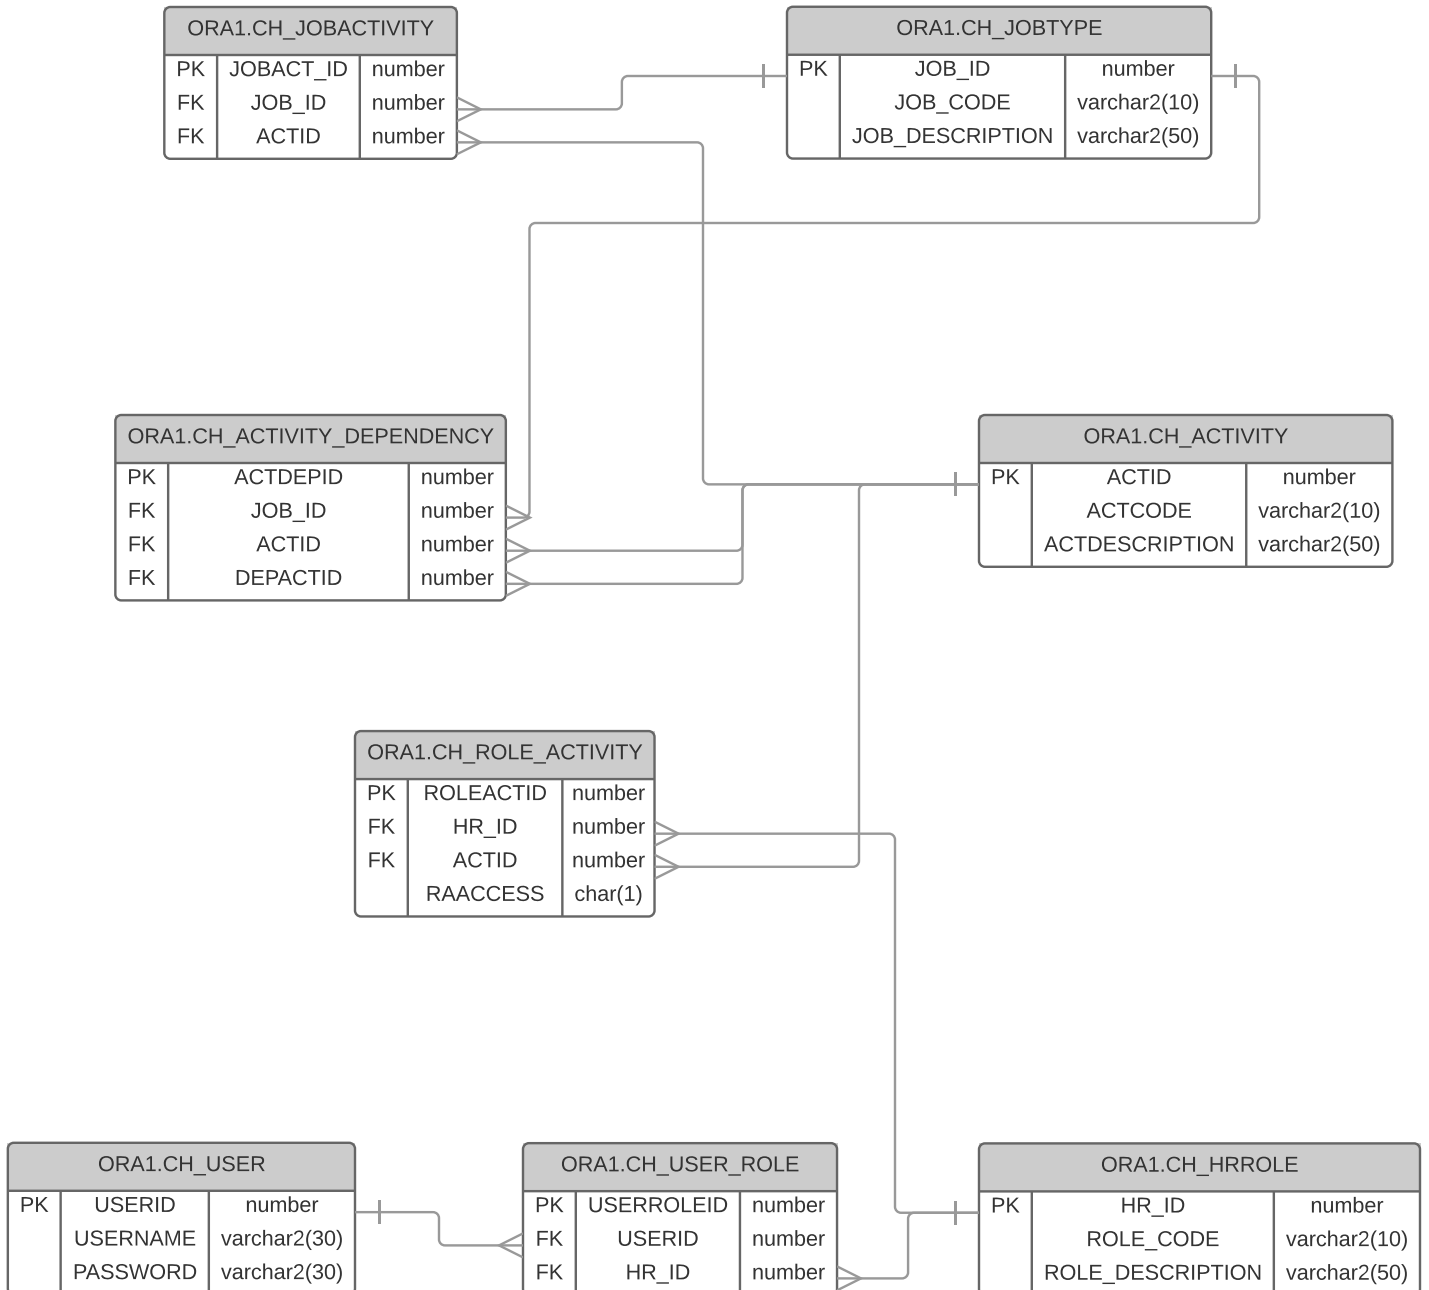 ORA1.CH_JOBACTIVITY
PK JOBACT_ID number
FK JOB_ID number
FK ACTID number
ORA1.CH_JOBTYPE
PK JOB_ID number
JOB_CODE varchar2(10)
JOB_DESCRIPTION varchar2(50)
ORA1.CH_ACTIVITY_DEPENDENCY
PK ACTDEPID number
FK JOB_ID number
FK ACTID number
FK DEPACTID number
ORA1.CH_ACTIVITY
PK ACTID number
ACTCODE varchar2(10)
ACTDESCRIPTION varchar2(50)
ORA1.CH_ROLE_ACTIVITY
PK ROLEACTID number
FK HR_ID number
FK ACTID number
RAACCESS char(1)
ORA1.CH_USER
PK USERID number
USERNAME varchar2(30)
PASSWORD varchar2(30)
ORA1.CH_USER_ROLE
PK USERROLEID number
FK USERID number
FK HR_ID number
ORA1.CH_HRROLE
PK HR_ID number
ROLE_CODE varchar2(10)
ROLE_DESCRIPTION varchar2(50)